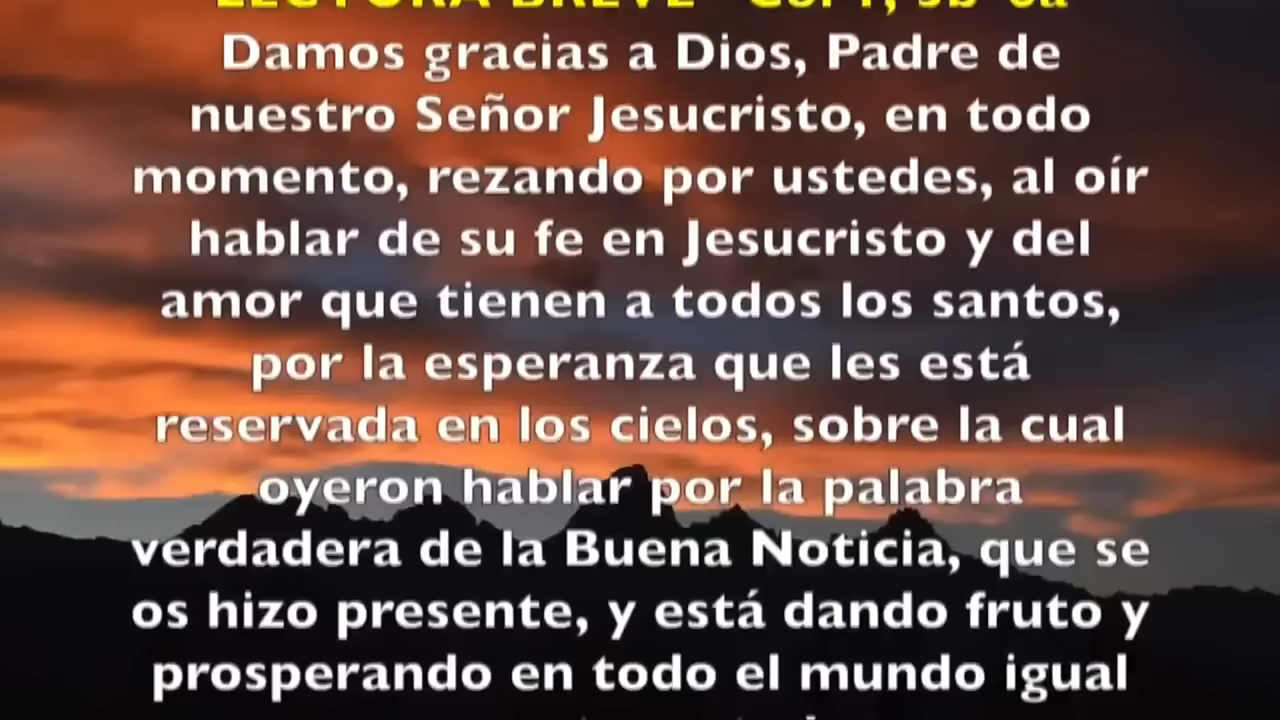 LECTURA BREVE
Damos gracias a Dios, Padre de
nuestro Señor Jesucristo, en todo
momento, rezando por ustedes, al oír
hablar de su fe en Jesucristo y del
amor que tienen a todos los santos,
por la esperanza que les está
reservada en los cielos, sobre la cual
oyeron hablar por la palabra
verdadera de la Buena Noticia, que se
os hizo presente, y está dando fruto y
prosperando en todo el mundo igual